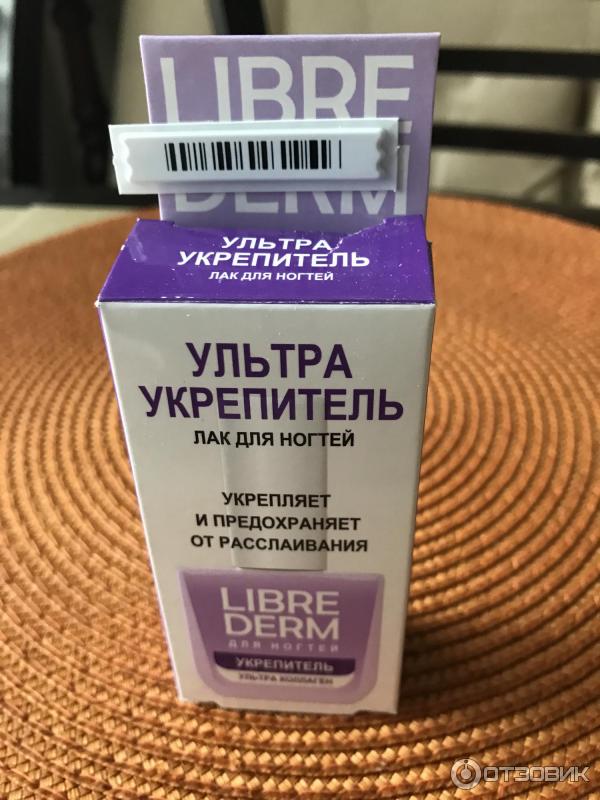 LIBRE
DERM
УЛЬТРА
УКРЕПИТЕЛЬ
ЛАК ДЛЯ НОГТЕЙ
УЛЬТРА
УКРЕПИТЕЛЬ
ЛАК ДЛЯ НОГТЕЙ
УКРЕПЛЯЕТ
И ПРЕДОХРАНЯЕТ
ОТ РАССЛАИВАНИЯ
LIBRE
DERM
ДЛЯ НОГТЕЙ
УКРЕПИТЕЛЬ
УЛЬТРА КОЛЛАГЕН
ОТЗОВИК